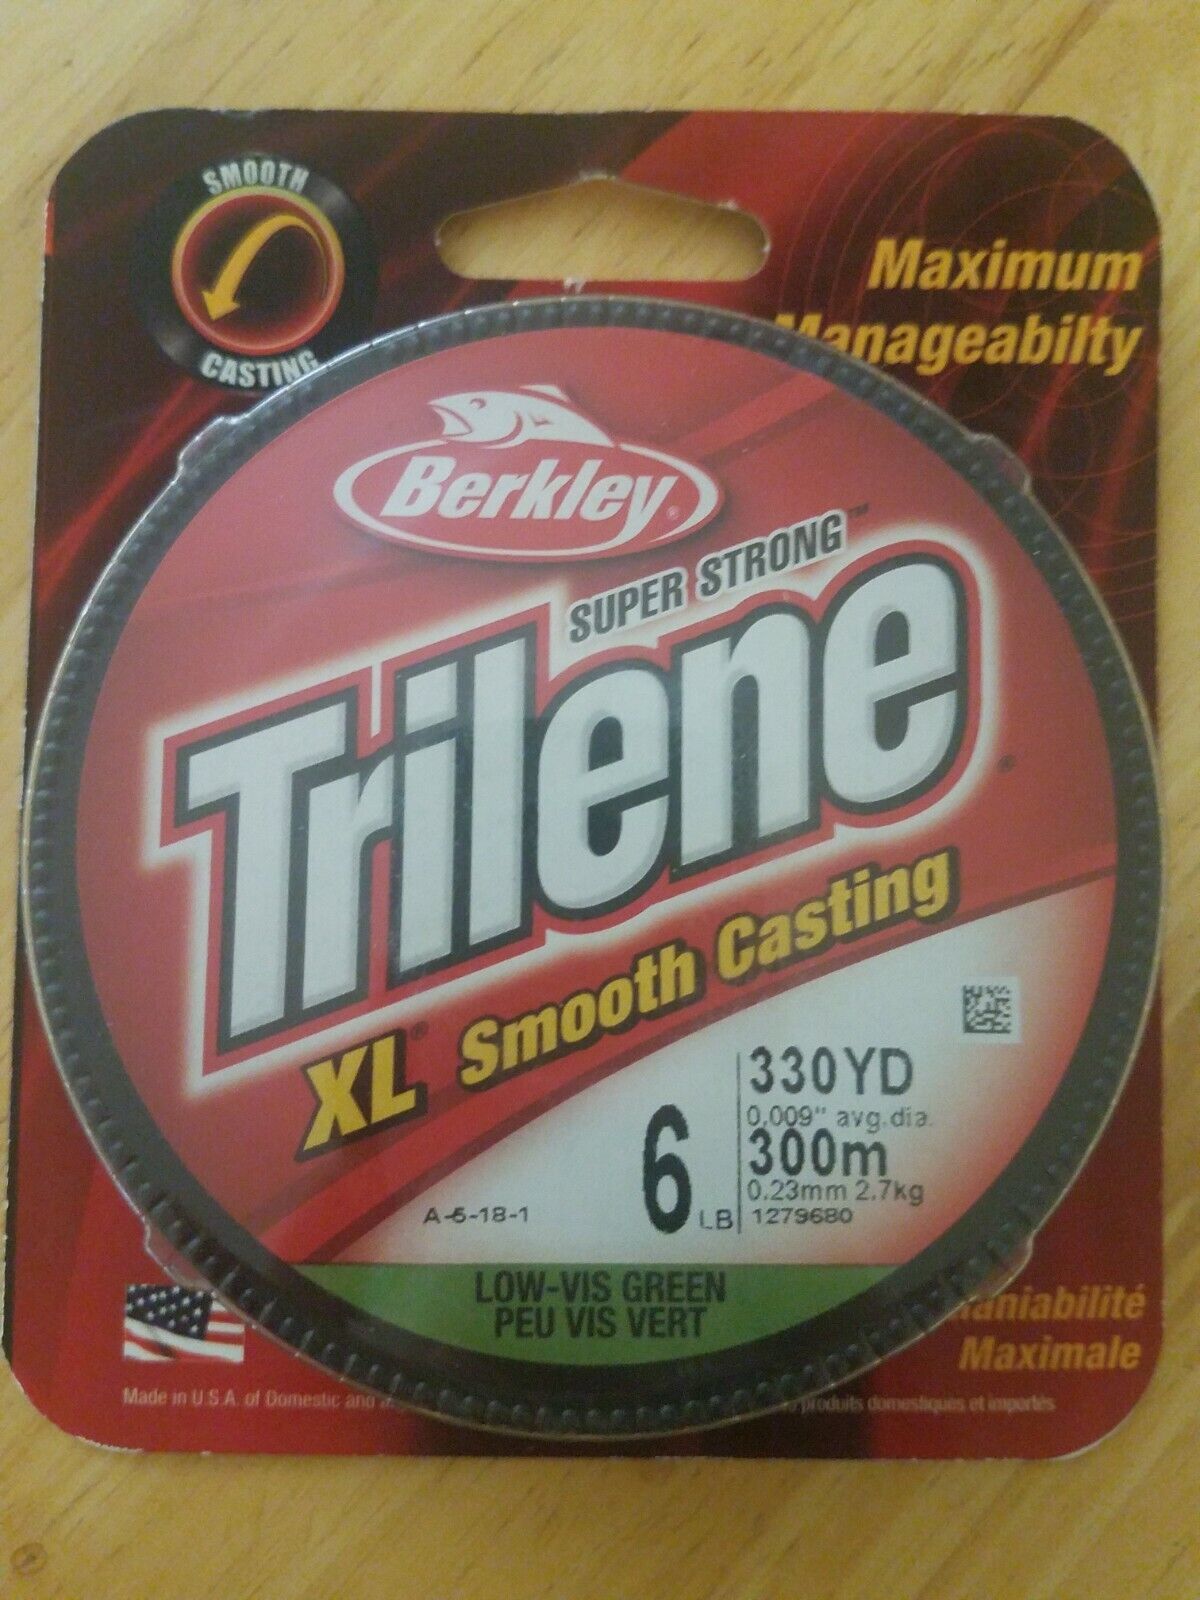 SMOOTH
CASTING
Maximum
Manageabilty
Berkley®
SUPER STRONG™
Trilene®
XL® Smooth Casting
330YD
0.009" avg.dia.
300m
0.23mm 2.7kg
1279680
6 LB
A-6-18-1
LOW-VIS GREEN
PEU VIS VERT
Maximale
Made in U.S.A. of Domestic and
produits domestiques et importés